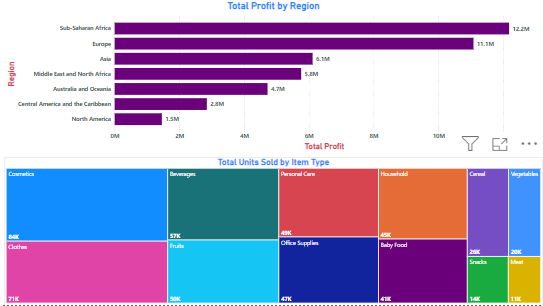 Total Profit by Region
Region
Sub-Saharan Africa 12.2M
Europe 11.1M
Asia 6.1M
Middle East and North Africa 5.8M
Australia and Oceania 4.7M
Central America and the Caribbean 2.8M
North America 1.5M
0M 2M 4M 6M 8M 10M
Total Profit
Total Units Sold by Item Type
Cosmetics
84K
Clothes
71K
Beverages
57K
Fruits
50K
Personal Care
49K
Office Supplies
47K
Household
45K
Baby Food
41K
Cereal
26K
Vegetables
20K
Snacks
14K
Meat
11K